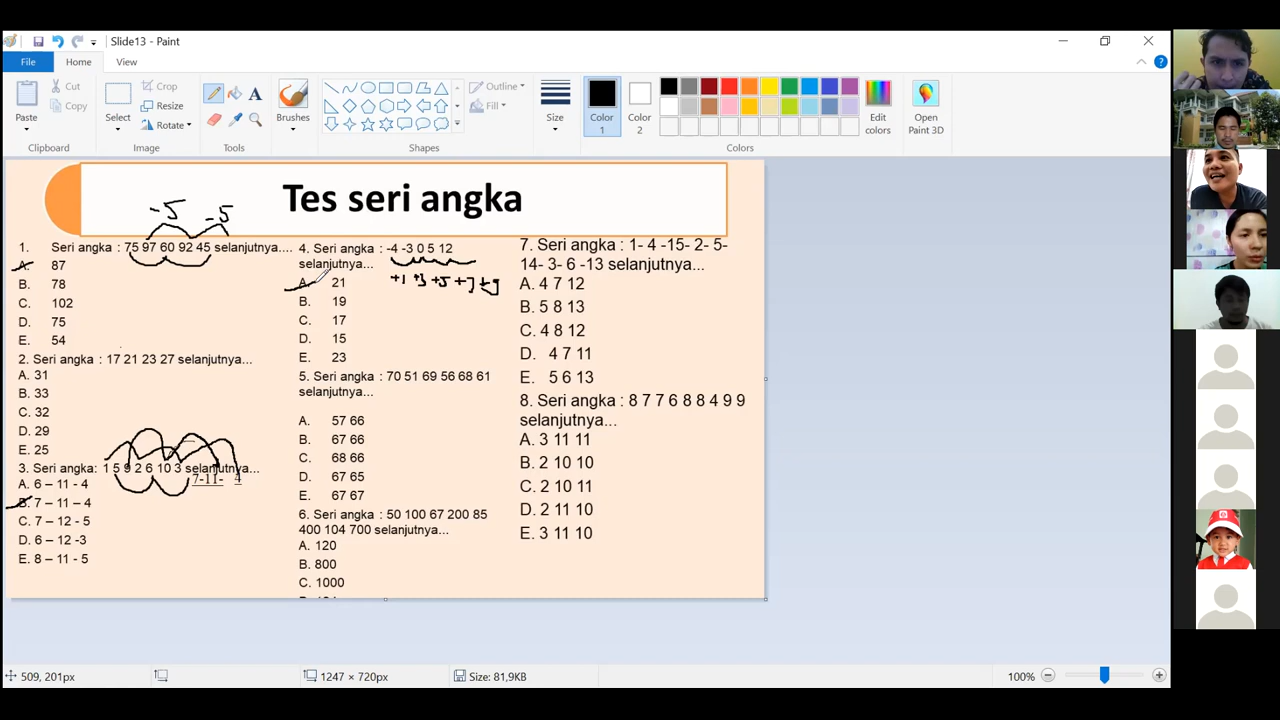 Slide13 - Paint
File
Home
View
Paste
Cut
Copy
Clipboard
Select
Crop
Resize
Rotate
Image
Tools
Brushes
Shapes
Outline
Fill
Size
Color 1
Color 2
Colors
Edit colors
Open Paint 3D
Tes seri angka
-5 -5
1. Seri angka : 75 97 60 92 45 selanjutnya....
A. 87
B. 78
C. 102
D. 75
E. 54
2. Seri angka : 17 21 23 27 selanjutnya...
A. 31
B. 33
C. 32
D. 29
E. 25
3. Seri angka: 1 5 9 2 6 10 3 selanjutnya...
7-11- 4
A. 6 – 11 - 4
B. 7 – 11 – 4
C. 7 – 12 - 5
D. 6 – 12 -3
E. 8 – 11 - 5
4. Seri angka : -4 -3 0 5 12
selanjutnya...
+1 +3 +5 +7 +9
A. 21
B. 19
C. 17
D. 15
E. 23
5. Seri angka : 70 51 69 56 68 61
selanjutnya...
A. 57 66
B. 67 66
C. 68 66
D. 67 65
E. 67 67
6. Seri angka : 50 100 67 200 85
400 104 700 selanjutnya...
A. 120
B. 800
C. 1000
7. Seri angka : 1- 4 -15- 2- 5-
14- 3- 6 -13 selanjutnya...
A. 4 7 12
B. 5 8 13
C. 4 8 12
D. 4 7 11
E. 5 6 13
8. Seri angka : 8 7 7 6 8 8 4 9 9
selanjutnya...
A. 3 11 11
B. 2 10 10
C. 2 10 11
D. 2 11 10
E. 3 11 10
509, 201px
1247 × 720px
Size: 81,9KB
100%